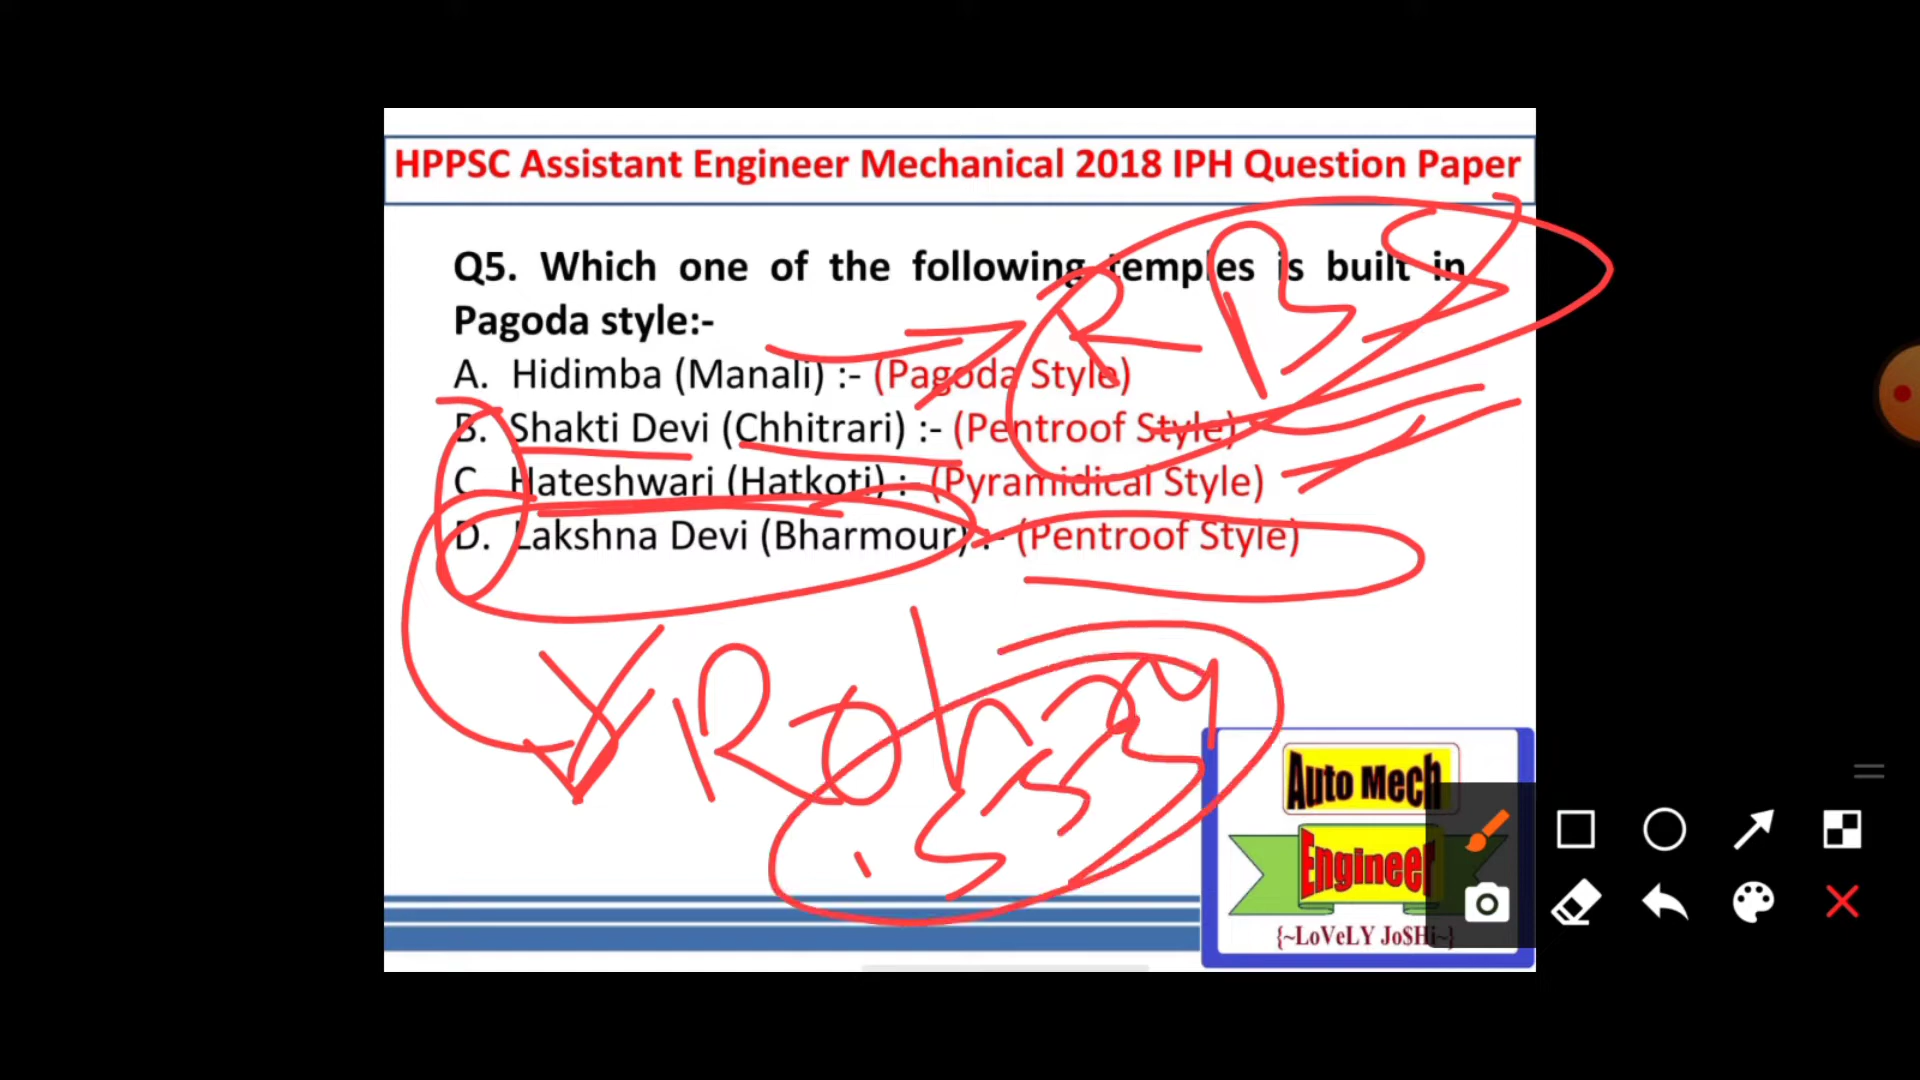 HPPSC Assistant Engineer Mechanical 2018 IPH Question Paper
Q5. Which one of the following temples is built in
Pagoda style:-
A. Hidimba (Manali) :- (Pagoda Style)
B. Shakti Devi (Chhitrari) :- (Pentroof Style)
C. Hateshwari (Hatkoti) :- (Pyramidical Style)
D. Lakshna Devi (Bharmour) :- (Pentroof Style)
R B S
Auto Mech
Engineer
{~LoVeLY Jo$Hi~}